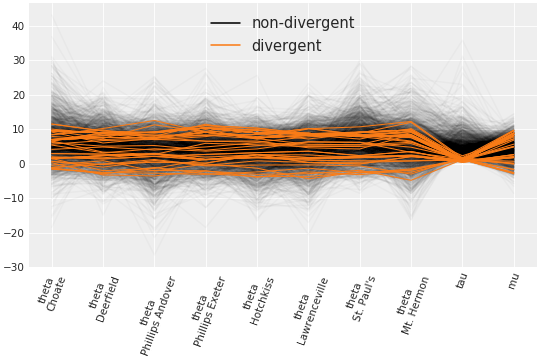 non-divergent
divergent
40
30
20
10
0
−10
−20
−30
theta
Choate
theta
Deerfield
theta
Phillips Andover
theta
Phillips Exeter
theta
Hotchkiss
theta
Lawrenceville
theta
St. Paul's
theta
Mt. Hermon
tau
mu